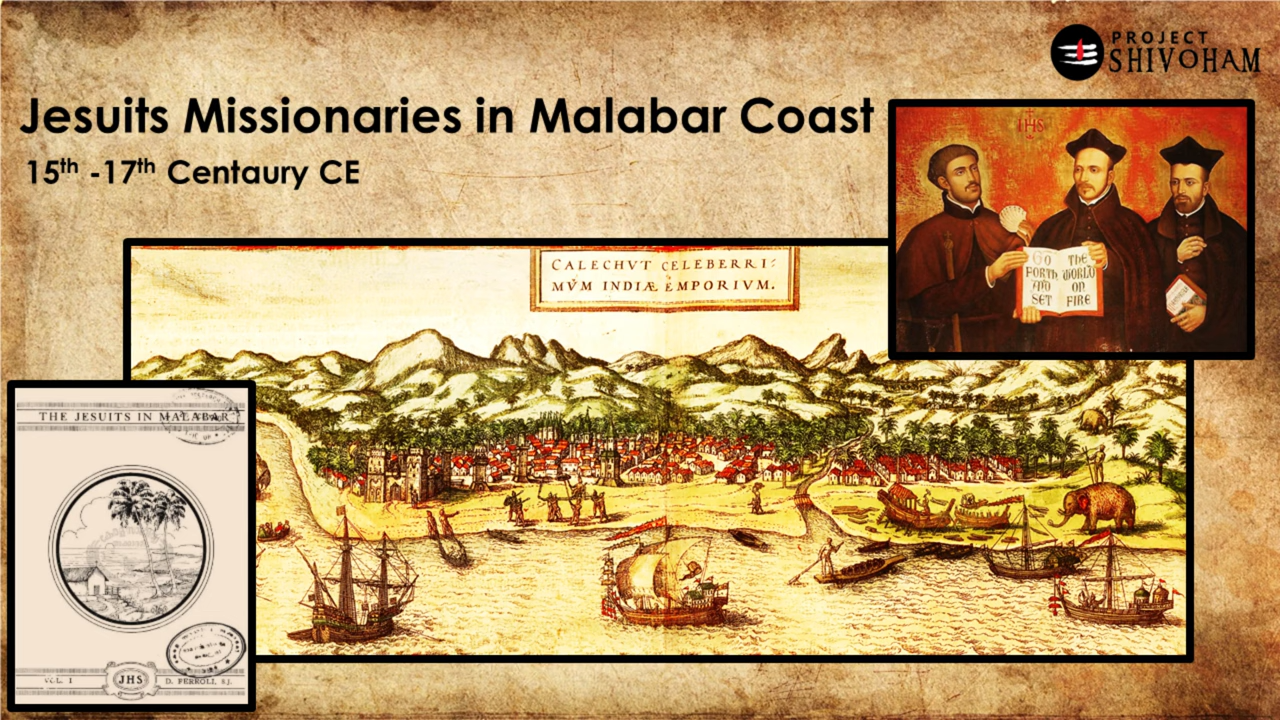 PROJECT
SHIVOHAM
Jesuits Missionaries in Malabar Coast
15th -17th Centaury CE
IHS
GO THE
FORTH WORLD
AND ON
SET FIRE
CALECHVT CELEBERRI-
MVM INDIÆ EMPORIVM.
THE JESUITS IN MALABAR
VOL. I JHS D. FERROLI, S.J.